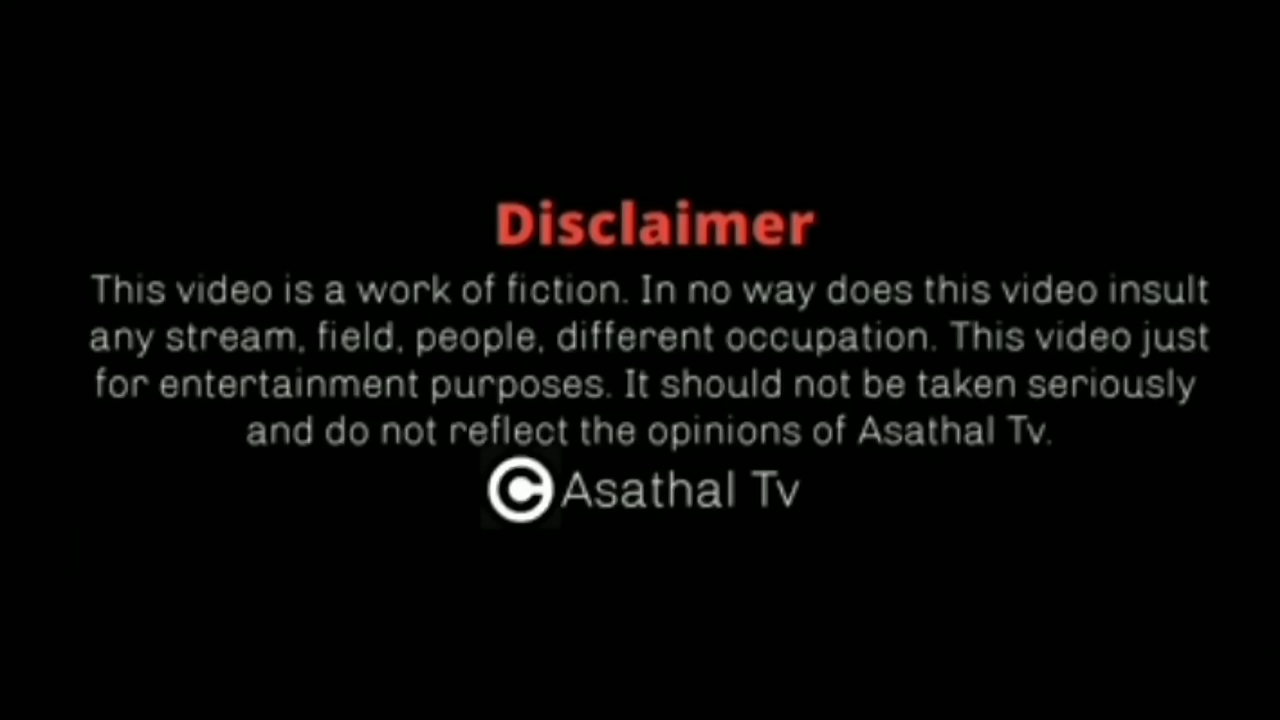 Disclaimer
This video is a work of fiction. In no way does this video insult
any stream, field, people, different occupation. This video just
for entertainment purposes. It should not be taken seriously
and do not reflect the opinions of Asathal Tv.
© Asathal Tv